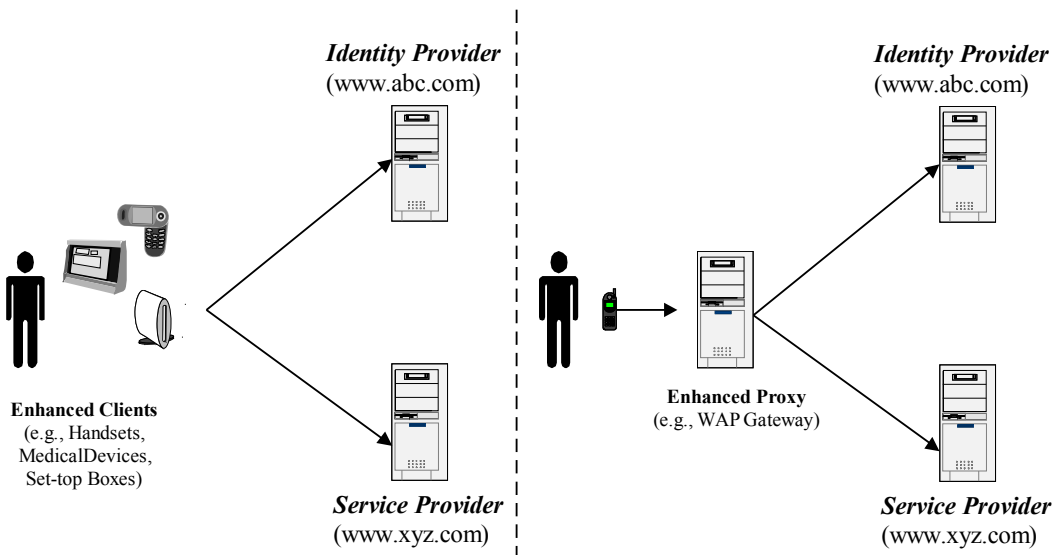 Identity Provider
(www.abc.com)
Enhanced Clients
(e.g., Handsets,
MedicalDevices,
Set-top Boxes)
Service Provider
(www.xyz.com)
Identity Provider
(www.abc.com)
Enhanced Proxy
(e.g., WAP Gateway)
Service Provider
(www.xyz.com)